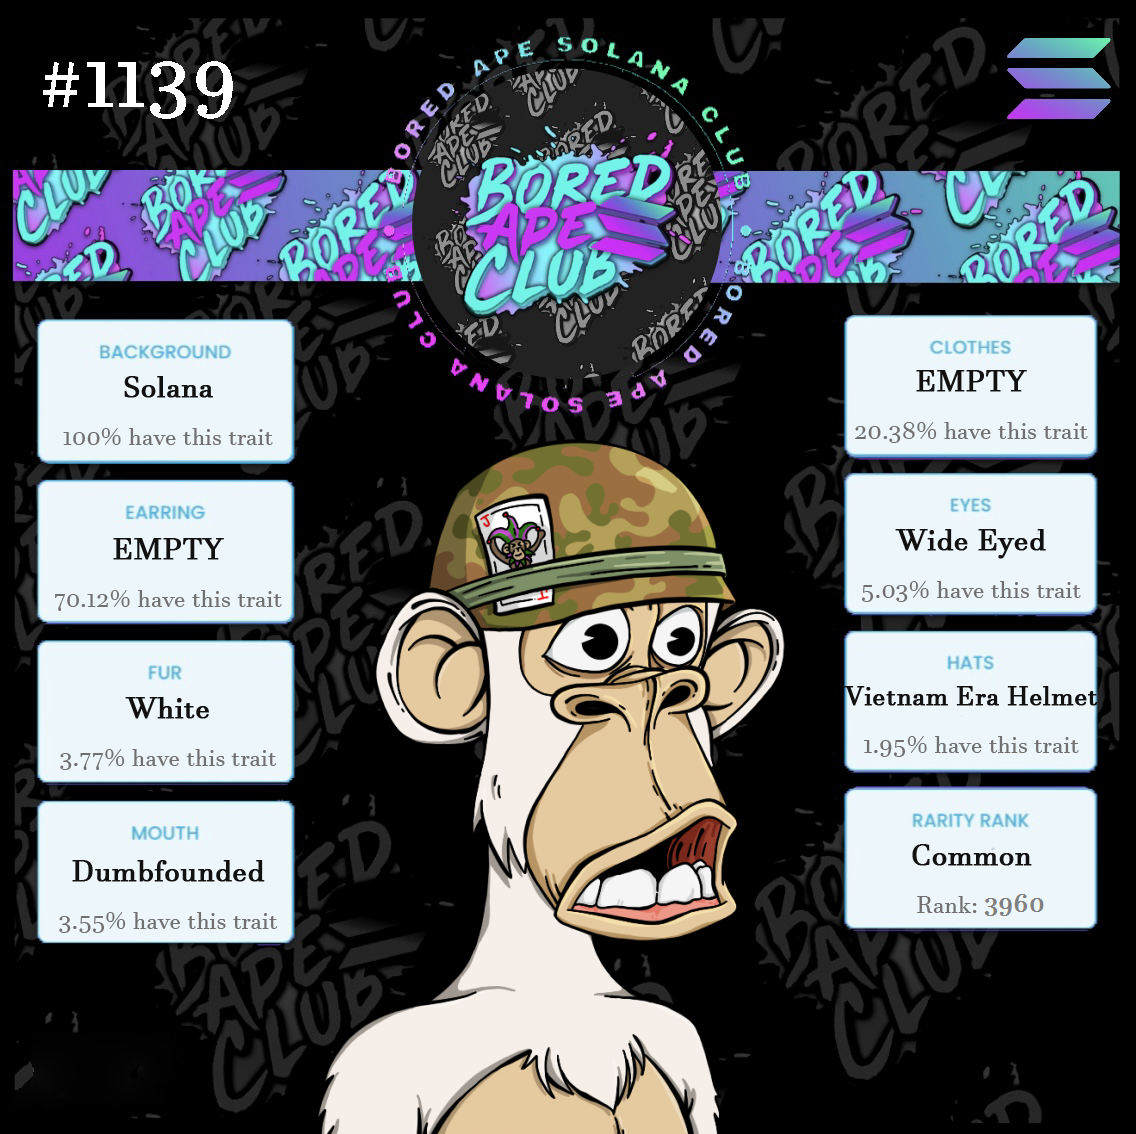 #1139
BORED APE SOLANA CLUB
BORED APE SOLANA CLUB
BORED
APE
CLUB
BACKGROUND
Solana
100% have this trait
EARRING
EMPTY
70.12% have this trait
FUR
White
3.77% have this trait
MOUTH
Dumbfounded
3.55% have this trait
CLOTHES
EMPTY
20.38% have this trait
EYES
Wide Eyed
5.03% have this trait
HATS
Vietnam Era Helmet
1.95% have this trait
RARITY RANK
Common
Rank: 3960
J
J